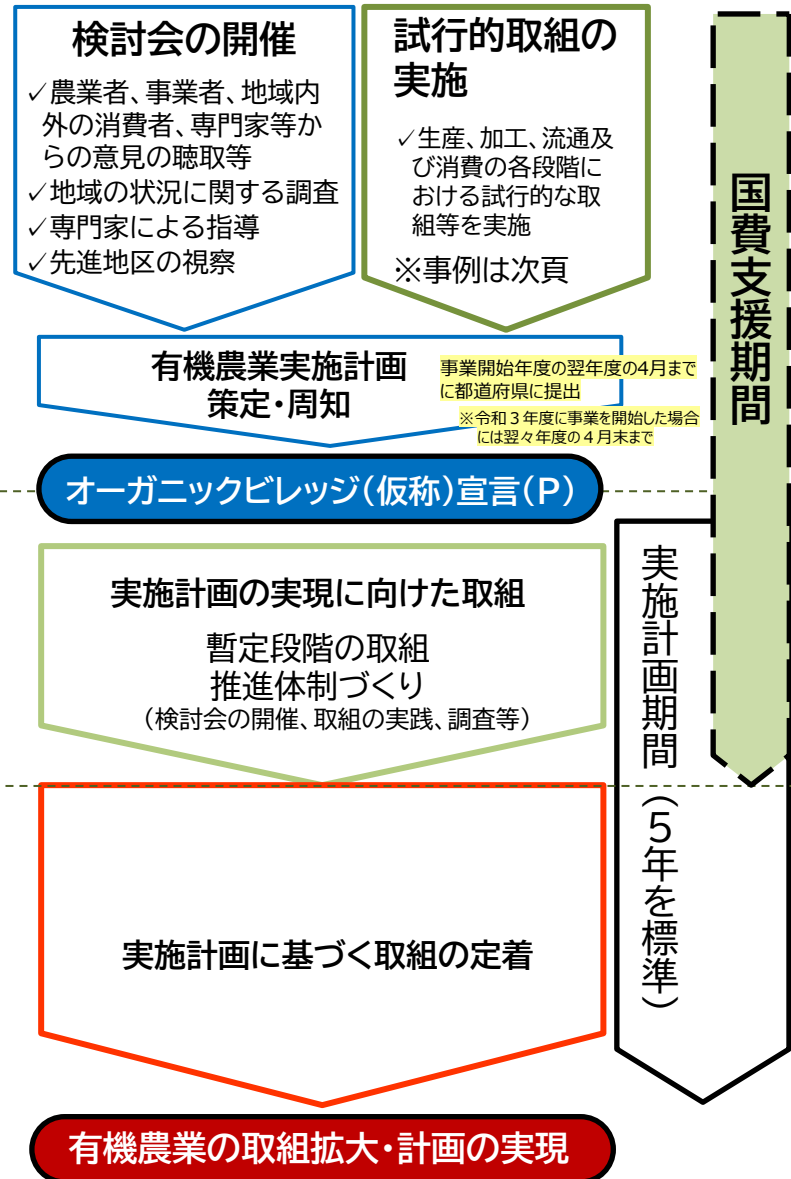 検討会の開催
✓農業者、事業者、地域内
外の消費者、専門家等か
らの意見の聴取等
✓地域の状況に関する調査
✓専門家による指導
✓先進地区の視察
試行的取組の
実施
✓生産、加工、流通及
び消費の各段階に
おける試行的な取
組等を実施
※事例は次頁
国費支援期間
有機農業実施計画
策定・周知
事業開始年度の翌年度の4月まで
に都道府県に提出
※令和３年度に事業を開始した場合
には翌々年度の４月末まで
オーガニックビレッジ(仮称)宣言(P)
実施計画の実現に向けた取組
暫定段階の取組
推進体制づくり
（検討会の開催、取組の実践、調査等）
実施計画期間（５年を標準）
実施計画に基づく取組の定着
有機農業の取組拡大・計画の実現